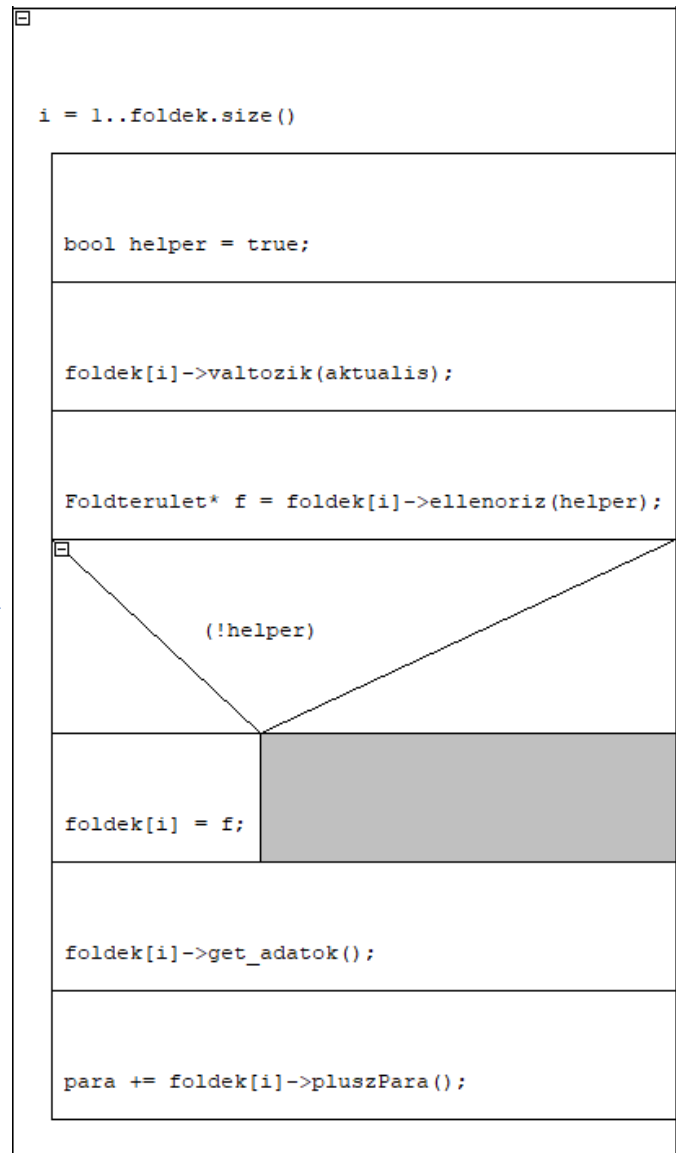 i = 1..foldek.size()
bool helper = true;
foldek[i]->valtozik(aktualis);
Foldterulet* f = foldek[i]->ellenoriz(helper);
(!helper)
foldek[i] = f;
foldek[i]->get_adatok();
para += foldek[i]->pluszPara();